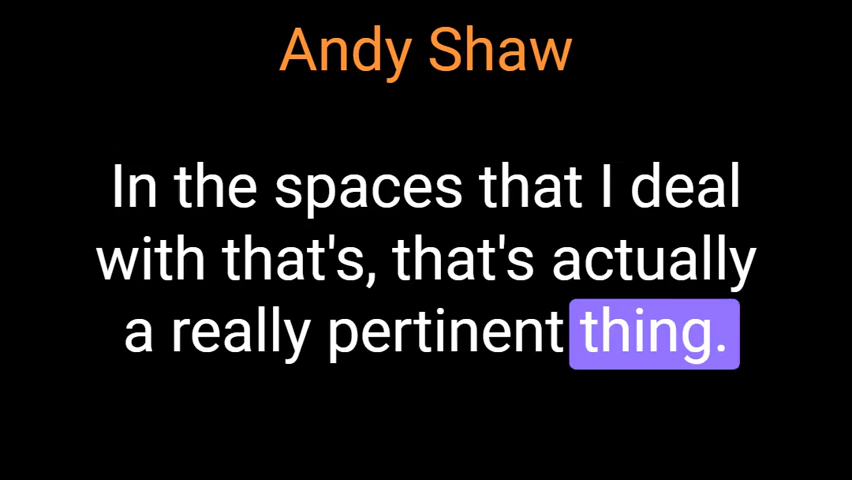 Andy Shaw
In the spaces that I deal
with that's, that's actually
a really pertinent thing.